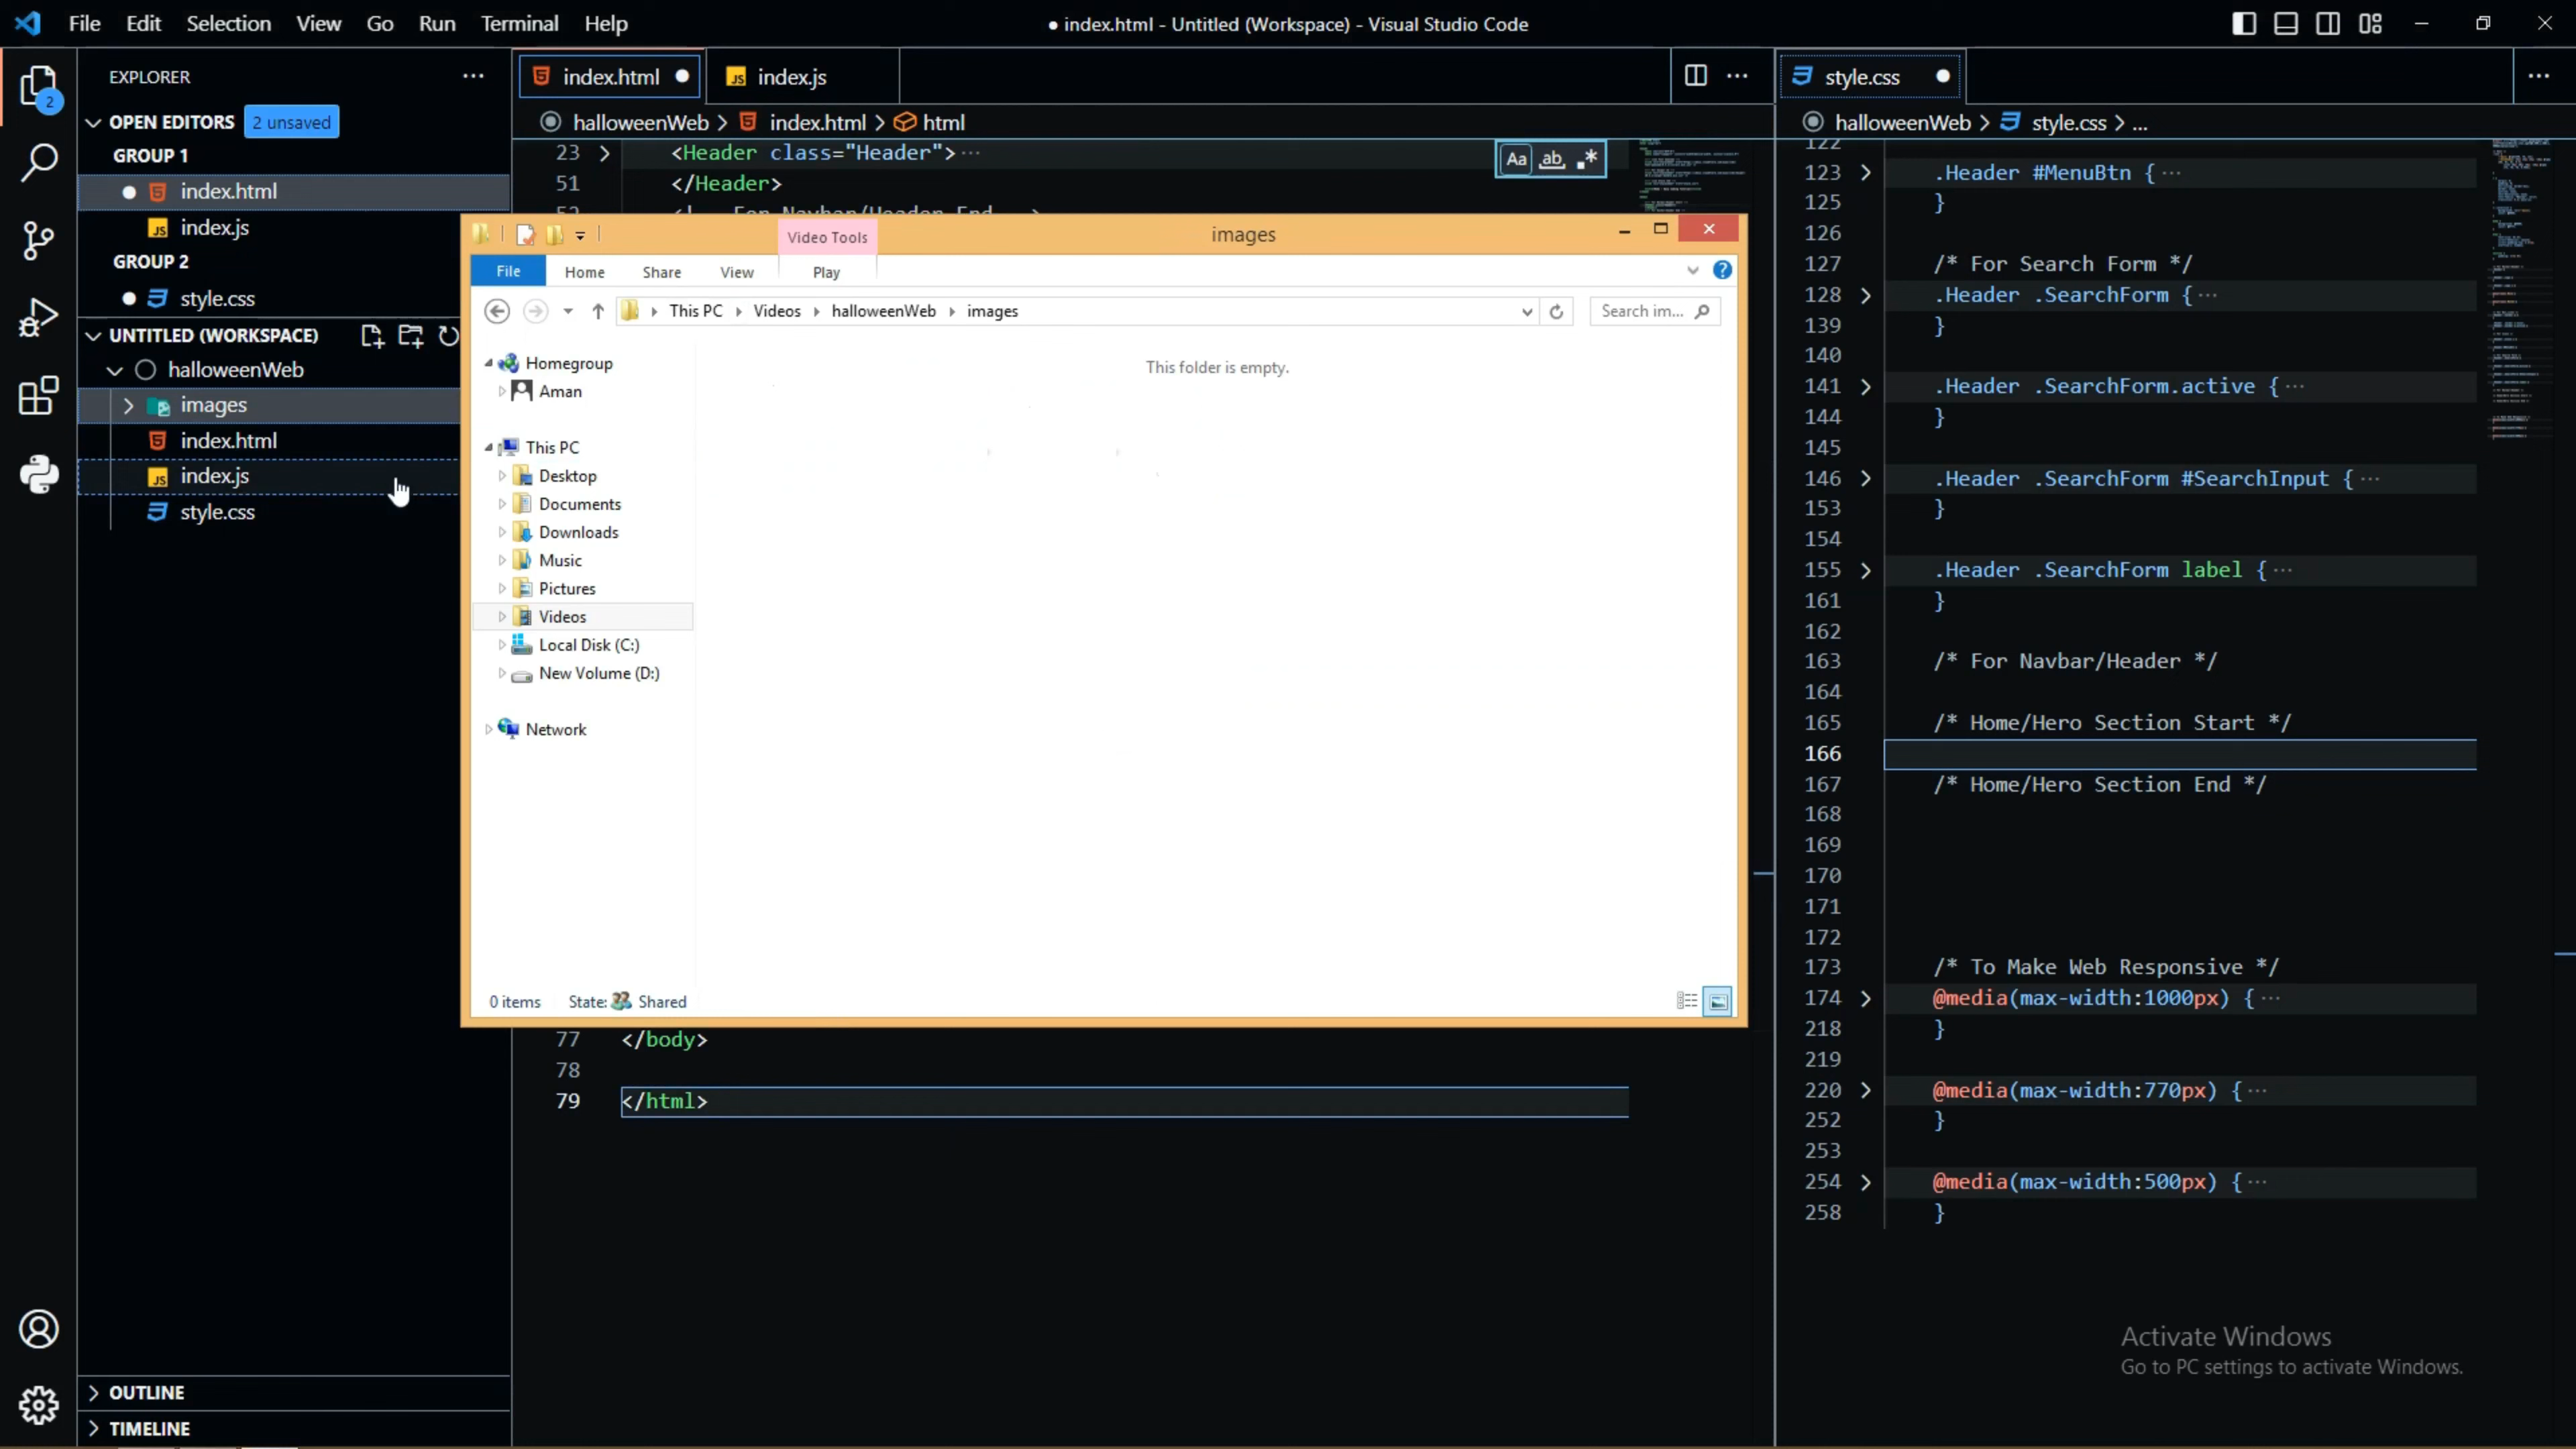 File Edit Selection View Go Run Terminal Help
● index.html - Untitled (Workspace) - Visual Studio Code
EXPLORER
OPEN EDITORS 2 unsaved
GROUP 1
index.html
index.js
GROUP 2
style.css
UNTITLED (WORKSPACE)
halloweenWeb
images
index.html
index.js
style.css
OUTLINE
TIMELINE
2
index.html
index.js
halloweenWeb > index.html > html
23 <Header class="Header">…
51 </Header>
Aa ab
Video Tools
images
File Home Share View Play
This PC Videos halloweenWeb images
Search im...
Homegroup
Aman
This PC
Desktop
Documents
Downloads
Music
Pictures
Videos
Local Disk (C:)
New Volume (D:)
Network
This folder is empty.
0 items State: Shared
77 </body>
78
79 </html>
style.css
halloweenWeb > style.css > ...
122
123 .Header #MenuBtn {…
125 }
126
127 /* For Search Form */
128 .Header .SearchForm {…
139 }
140
141 .Header .SearchForm.active {…
144 }
145
146 .Header .SearchForm #SearchInput {…
153 }
154
155 .Header .SearchForm label {…
161 }
162
163 /* For Navbar/Header */
164
165 /* Home/Hero Section Start */
166
167 /* Home/Hero Section End */
168
169
170
171
172
173 /* To Make Web Responsive */
174 @media(max-width:1000px) {…
218 }
219
220 @media(max-width:770px) {…
252 }
253
254 @media(max-width:500px) {…
258 }
Activate Windows
Go to PC settings to activate Windows.